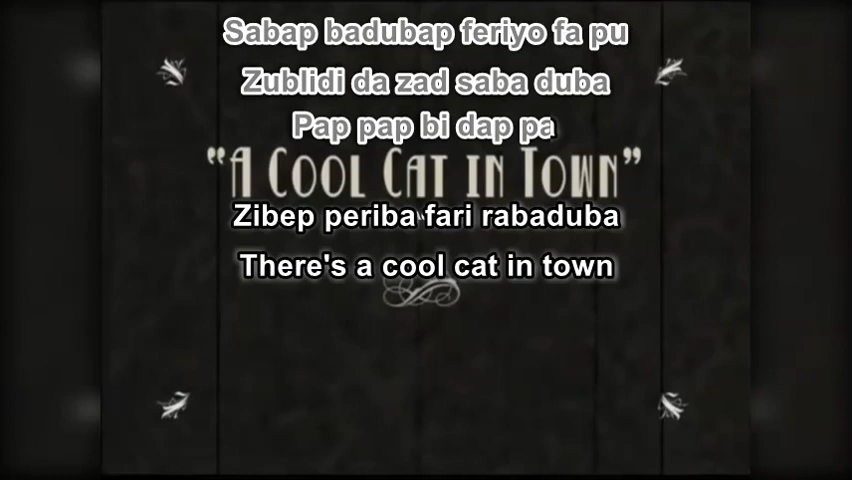 Sabap badubap feriyo fa pu
Zublidi da zad saba duba
Pap pap bi dap pa
"A COOL CAT IN TOWN"
Zibep periba fari rabaduba
There's a cool cat in town